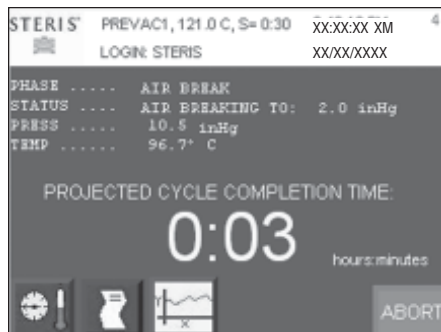 STERIS PREVAC1, 121.0 C, S= 0:30 XX:XX:XX XM 4
LOGIN: STERIS XX/XX/XXXX
PHASE ..... AIR BREAK
STATUS .... AIR BREAKING TO: 2.0 inHg
PRESS ..... 10.5 inHg
TEMP ...... 96.7° C
PROJECTED CYCLE COMPLETION TIME:
0:03
hours:minutes
X
ABORT